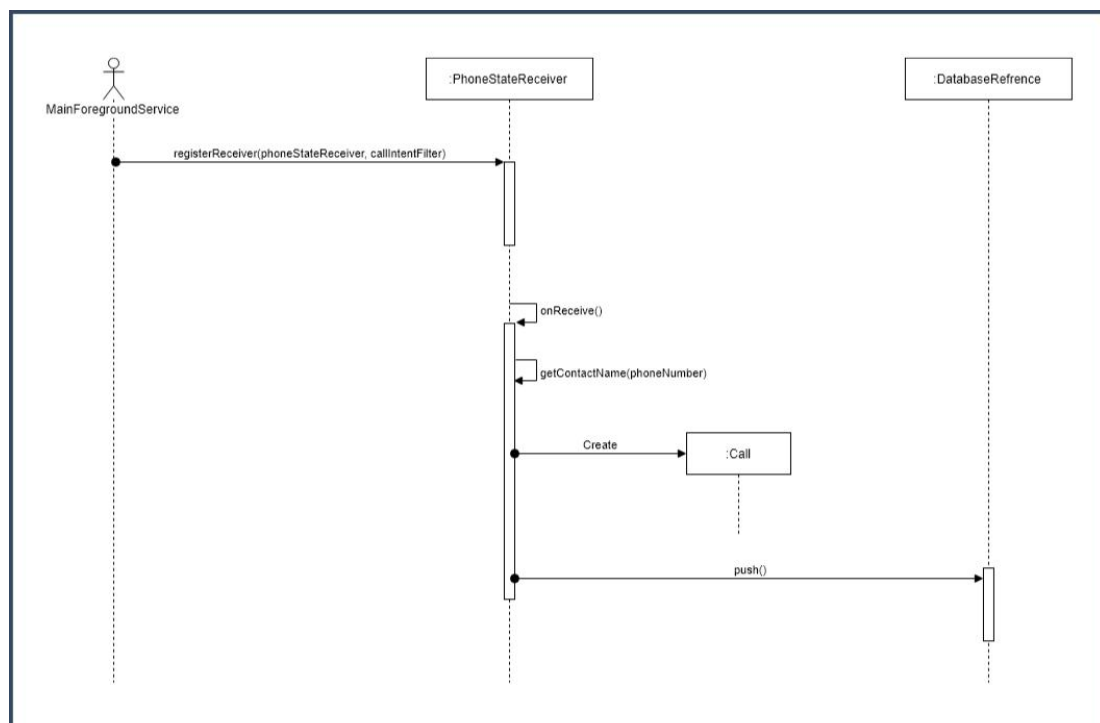 :PhoneStateReceiver
:DatabaseRefrence
MainForegroundService
registerReceiver(phoneStateReceiver, callIntentFilter)
onReceive()
getContactName(phoneNumber)
Create
:Call
push()